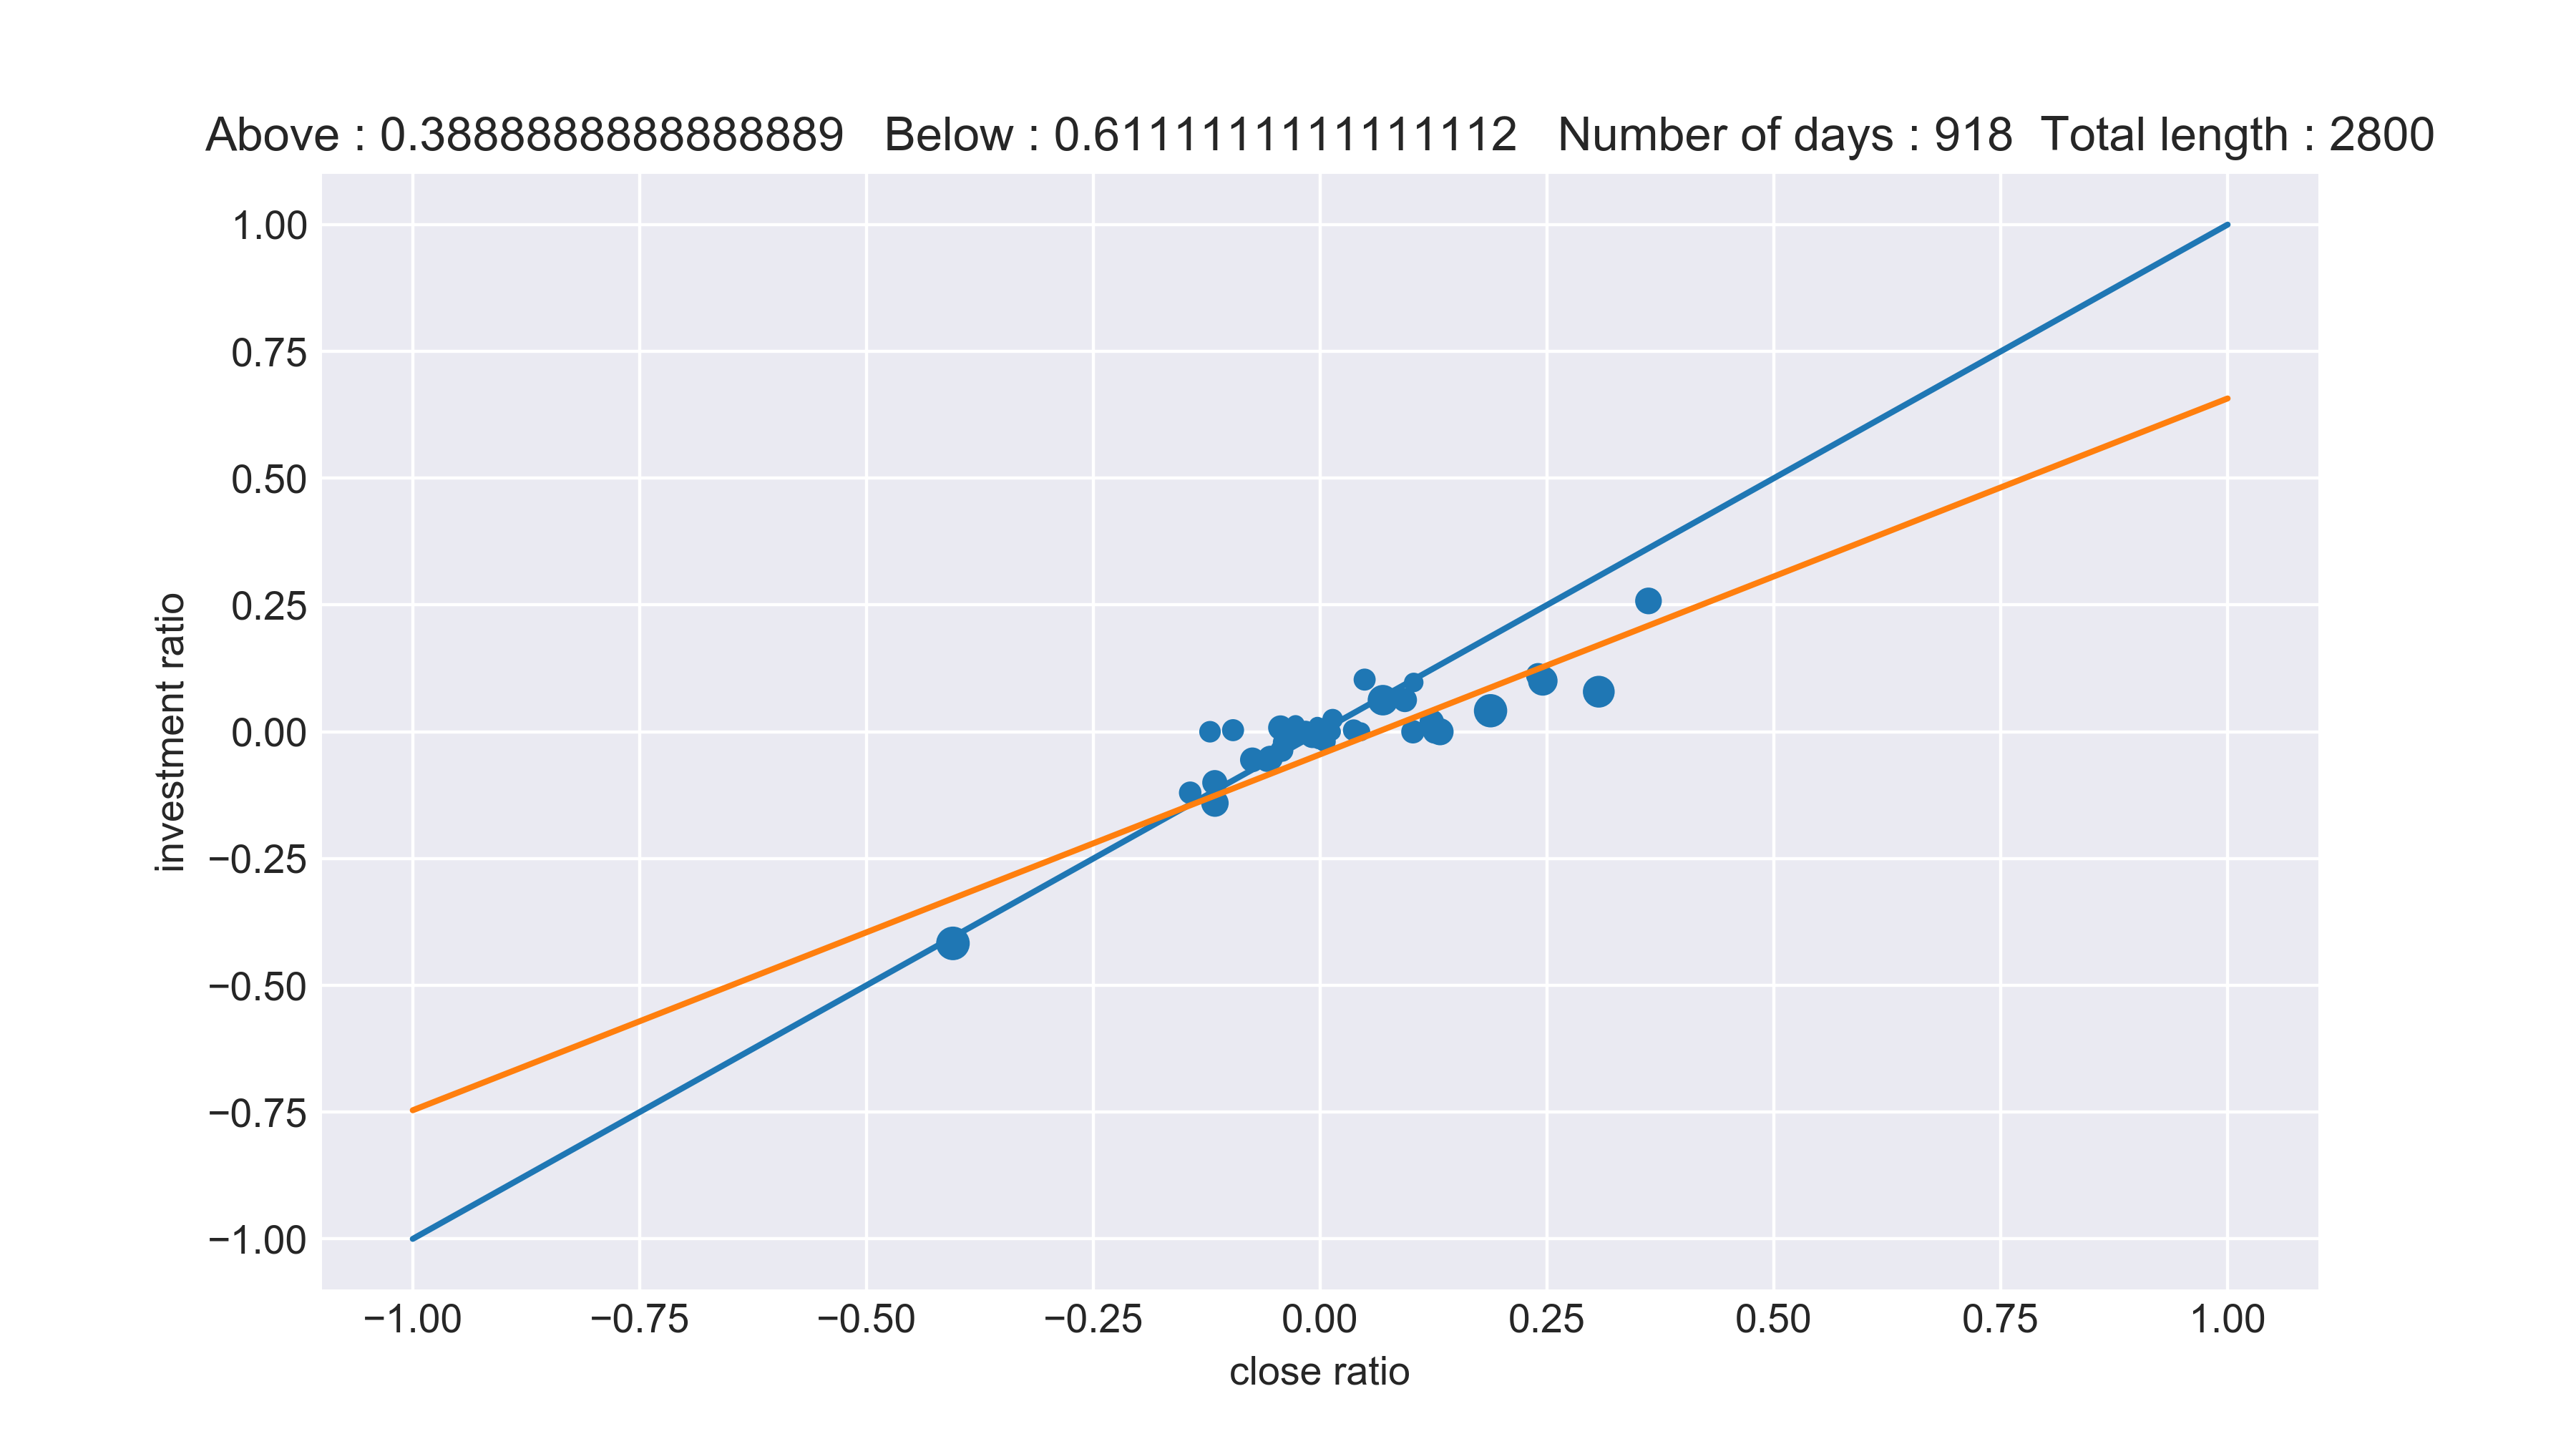 Above : 0.3888888888888889   Below : 0.6111111111111112   Number of days : 918  Total length : 2800
1.00
0.75
0.50
0.25
0.00
−0.25
−0.50
−0.75
−1.00
investment ratio
−1.00 −0.75 −0.50 −0.25 0.00 0.25 0.50 0.75 1.00
close ratio